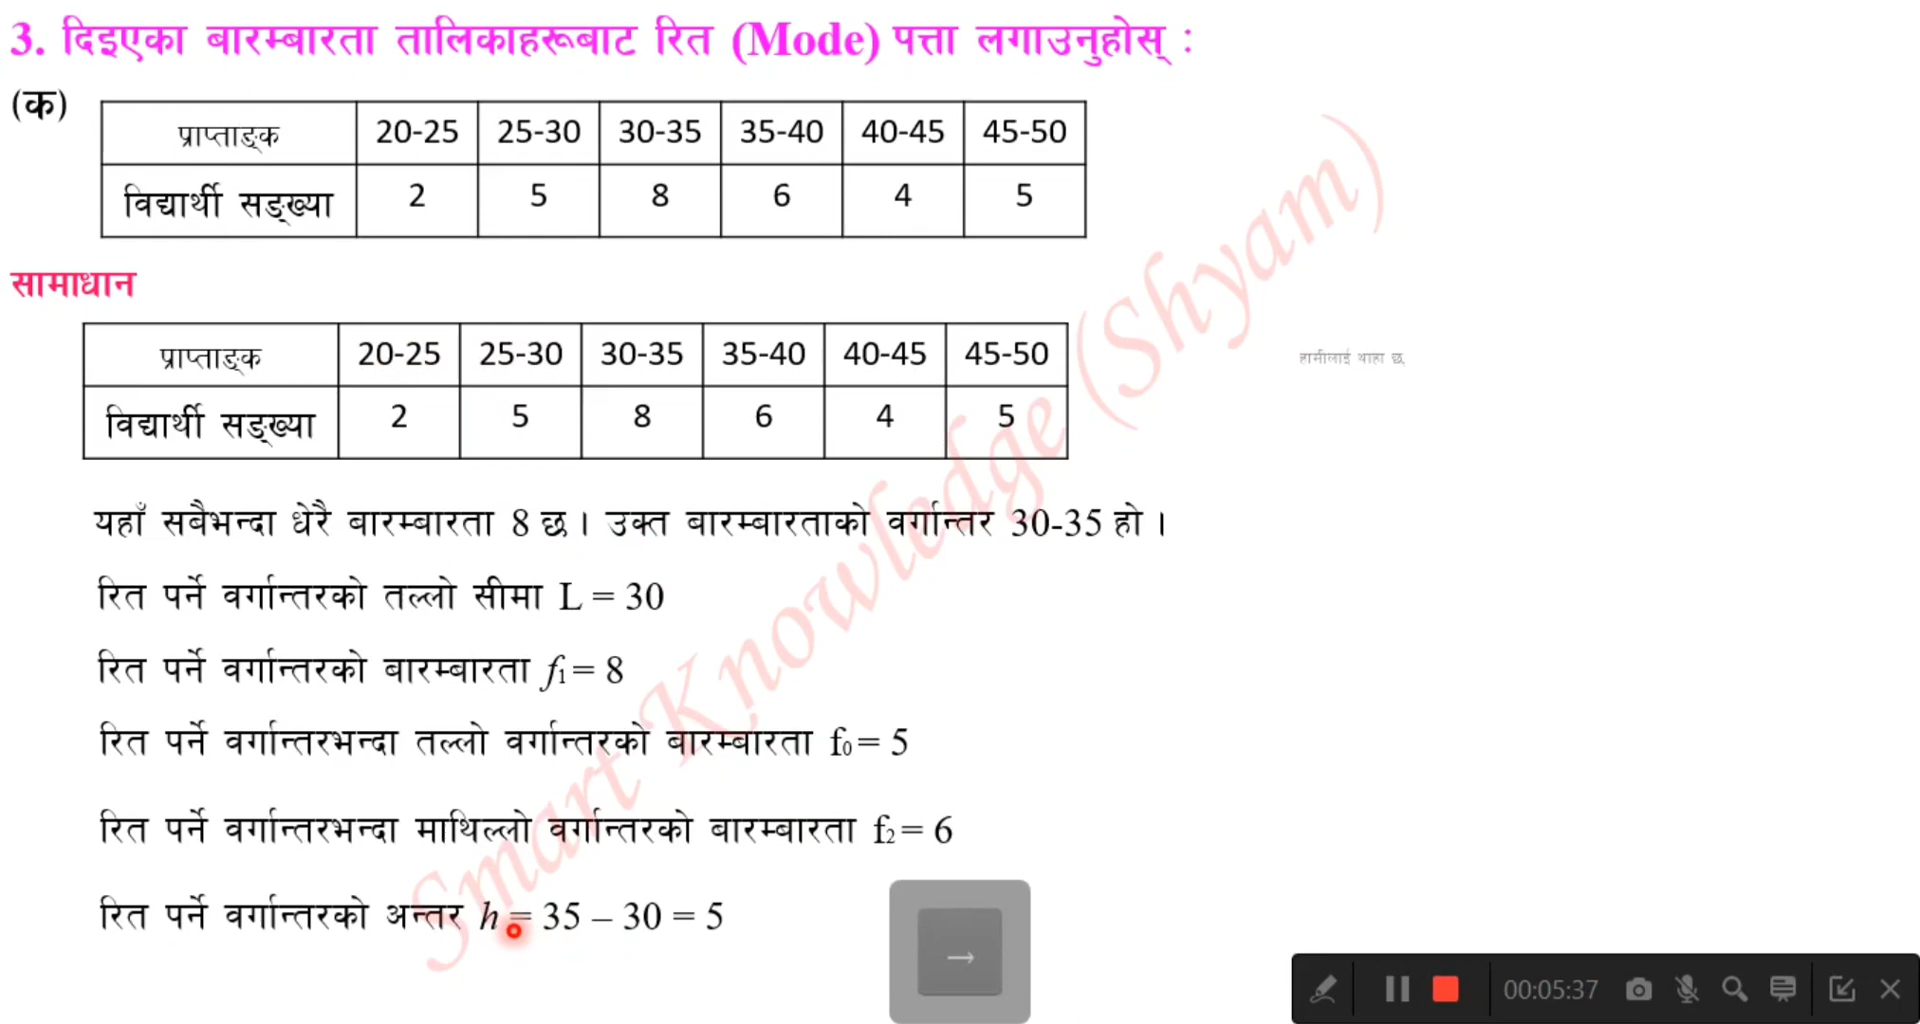 3. दिइएका बारम्बारता तालिकाहरूबाट रित (Mode) पत्ता लगाउनुहोस् :
(क)
प्राप्ताङ्क 20-25 25-30 30-35 35-40 40-45 45-50
विद्यार्थी सङ्ख्या 2 5 8 6 4 5
सामाधान
प्राप्ताङ्क 20-25 25-30 30-35 35-40 40-45 45-50
हामीलाई थाहा छ,
विद्यार्थी सङ्ख्या 2 5 8 6 4 5
यहाँ सबैभन्दा धेरै बारम्बारता 8 छ। उक्त बारम्बारताको वर्गान्तर 30-35 हो ।
रित पर्ने वर्गान्तरको तल्लो सीमा L = 30
रित पर्ने वर्गान्तरको बारम्बारता f₁ = 8
रित पर्ने वर्गान्तरभन्दा तल्लो वर्गान्तरको बारम्बारता f₀ = 5
रित पर्ने वर्गान्तरभन्दा माथिल्लो वर्गान्तरको बारम्बारता f₂ = 6
रित पर्ने वर्गान्तरको अन्तर h = 35 – 30 = 5
Smart Knowledge (Shyam)
→
00:05:37